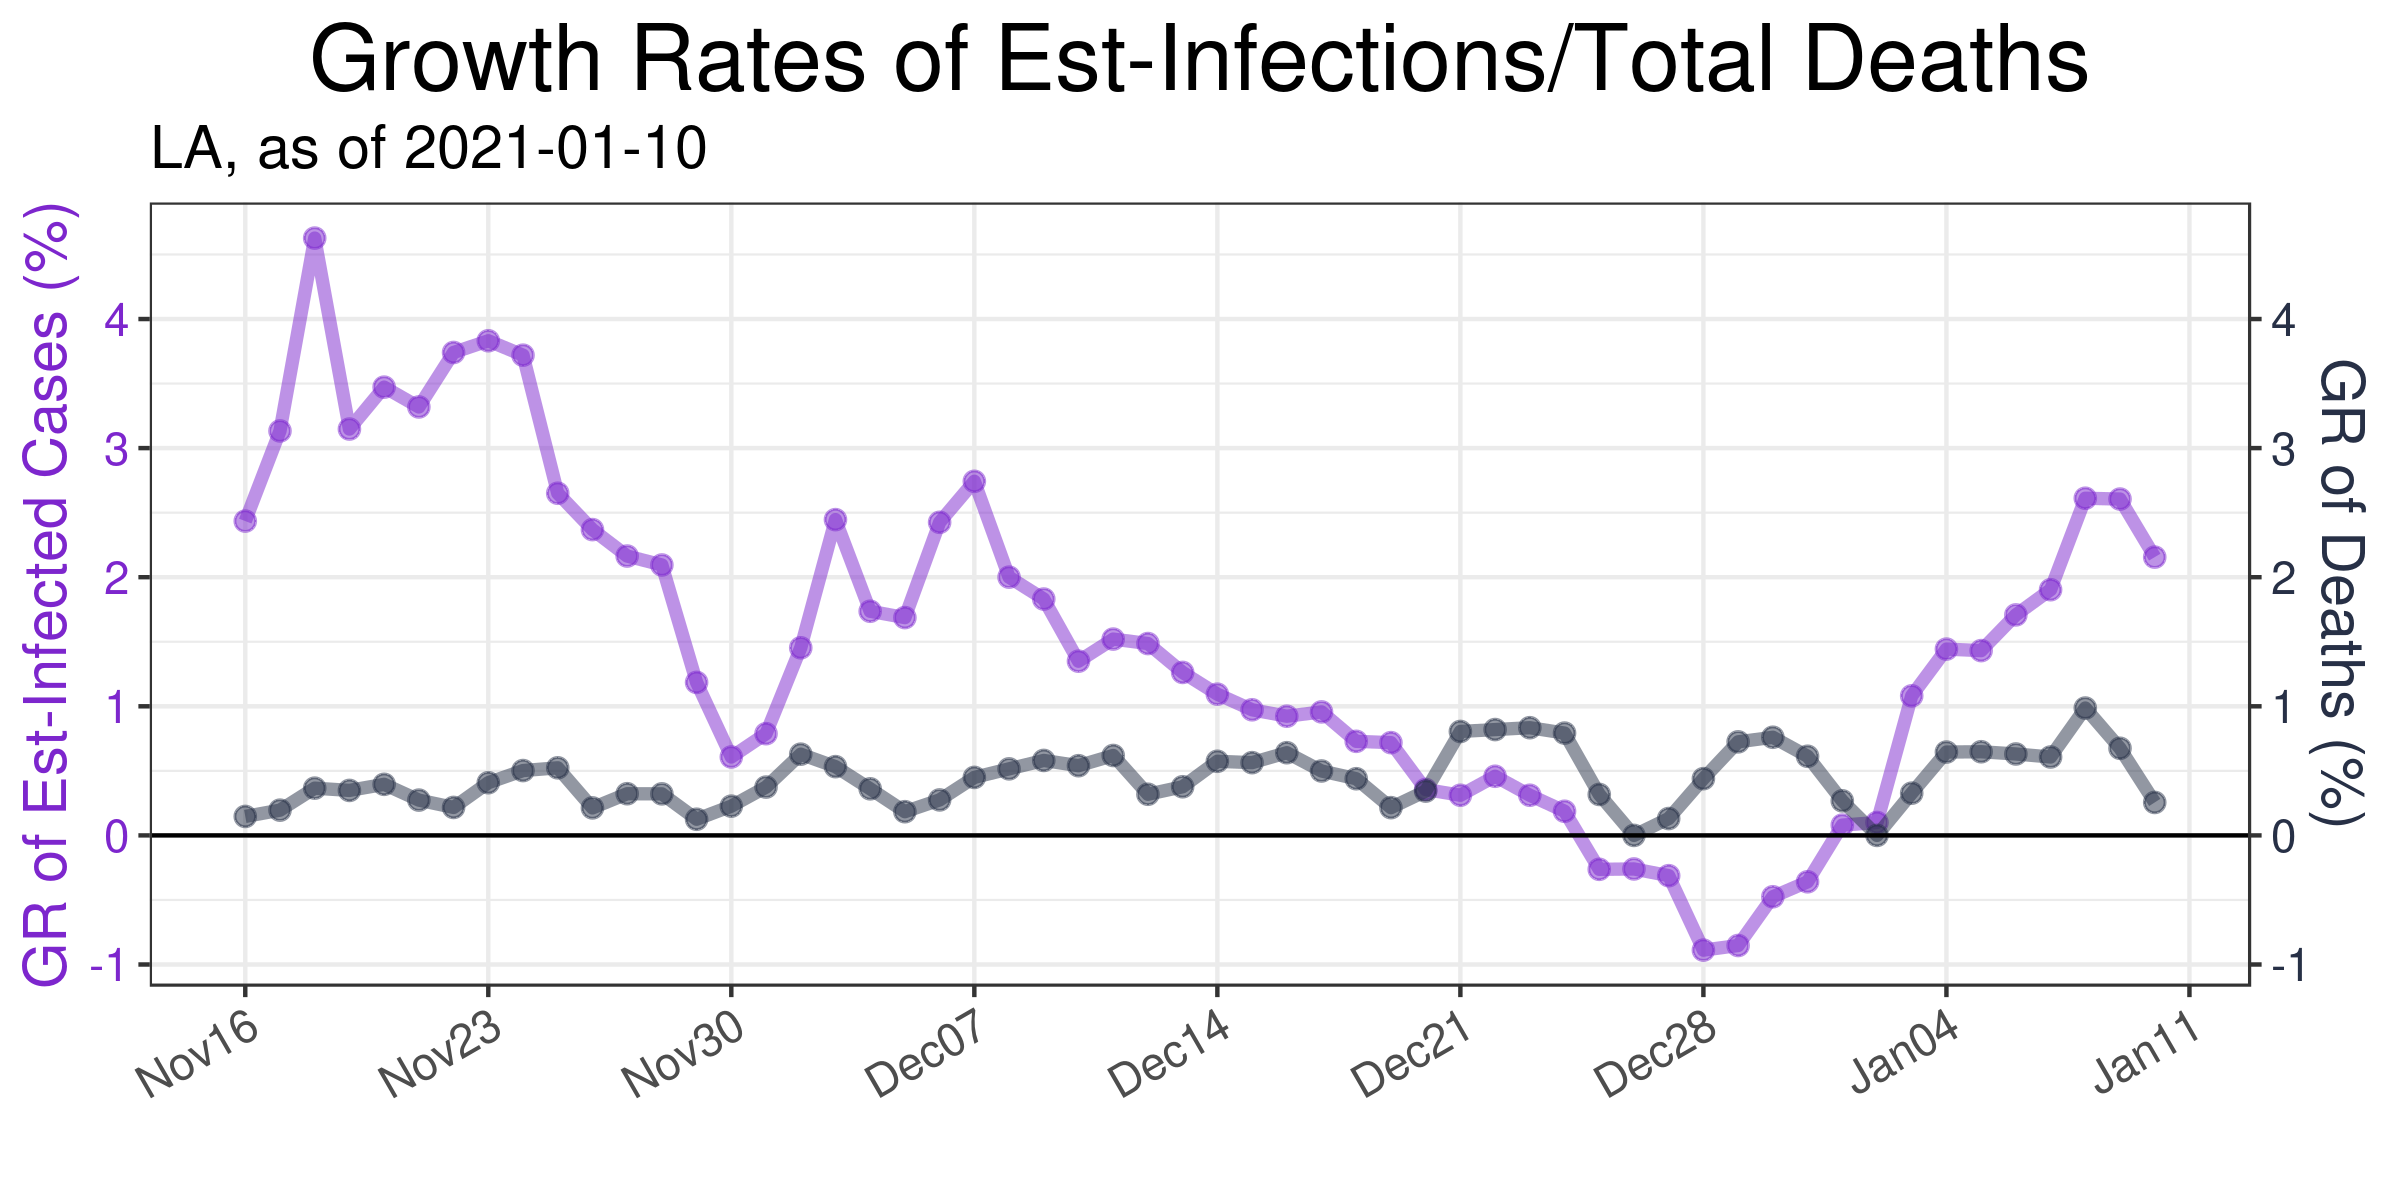 Growth Rates of Est-Infections/Total Deaths
LA, as of 2021-01-10
GR of Est-Infected Cases (%)
4
3
2
1
0
-1
4
3
2
1
0
-1
GR of Deaths (%)
Nov16
Nov23
Nov30
Dec07
Dec14
Dec21
Dec28
Jan04
Jan11